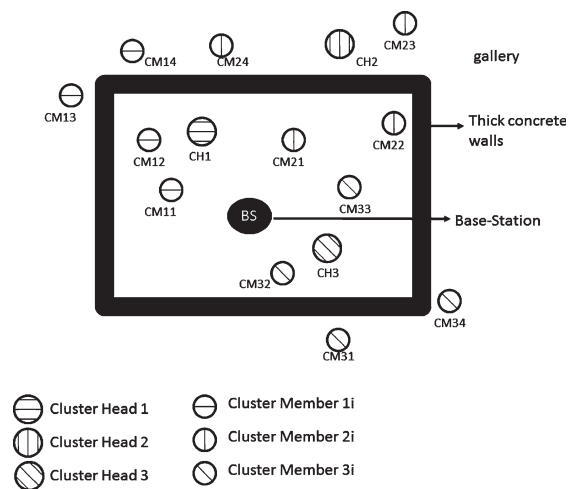 CM23
CM14
CM24
CH2
gallery
CM13
Thick concrete
walls
CM12
CH1
CM21
CM22
CM11
CM33
BS
Base-Station
CM32
CH3
CM34
CM31
Cluster Head 1
Cluster Member 1i
Cluster Head 2
Cluster Member 2i
Cluster Head 3
Cluster Member 3i